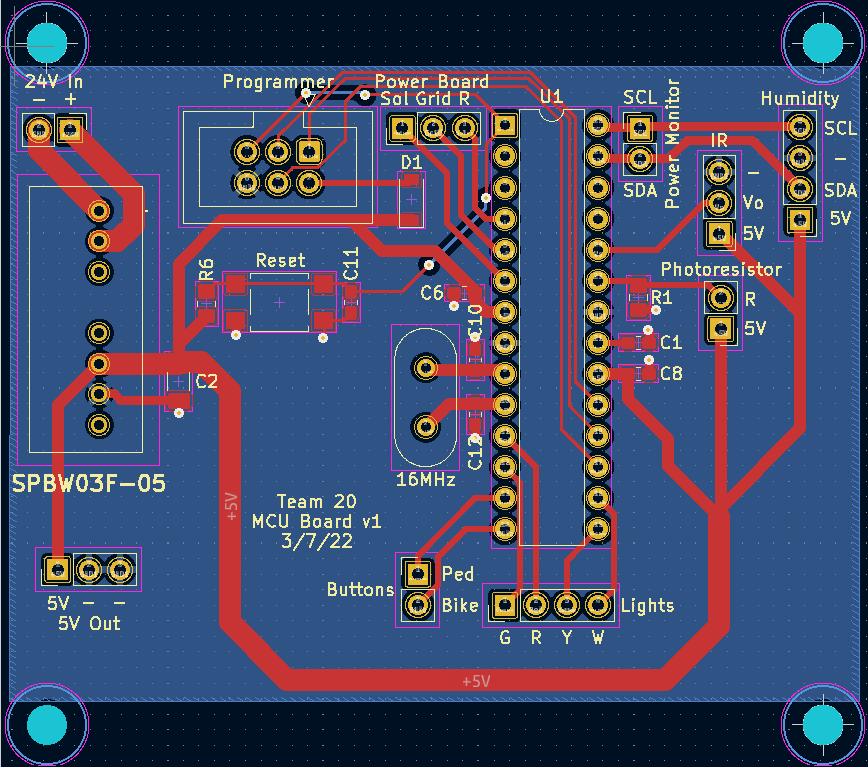 24V In
- +
Programmer
Power Board
Sol Grid R
U1
SCL
SDA
Power Monitor
Humidity
SCL
-
SDA
5V
IR
-
Vo
5V
D1
Photoresistor
R
5V
R6
Reset
C11
C6
C10
R1
C1
C8
C2
C12
16MHz
SPBW03F-05
+5V
Team 20
MCU Board v1
3/7/22
5V - -
5V Out
Buttons
Ped
Bike
Lights
G R Y W
+5V